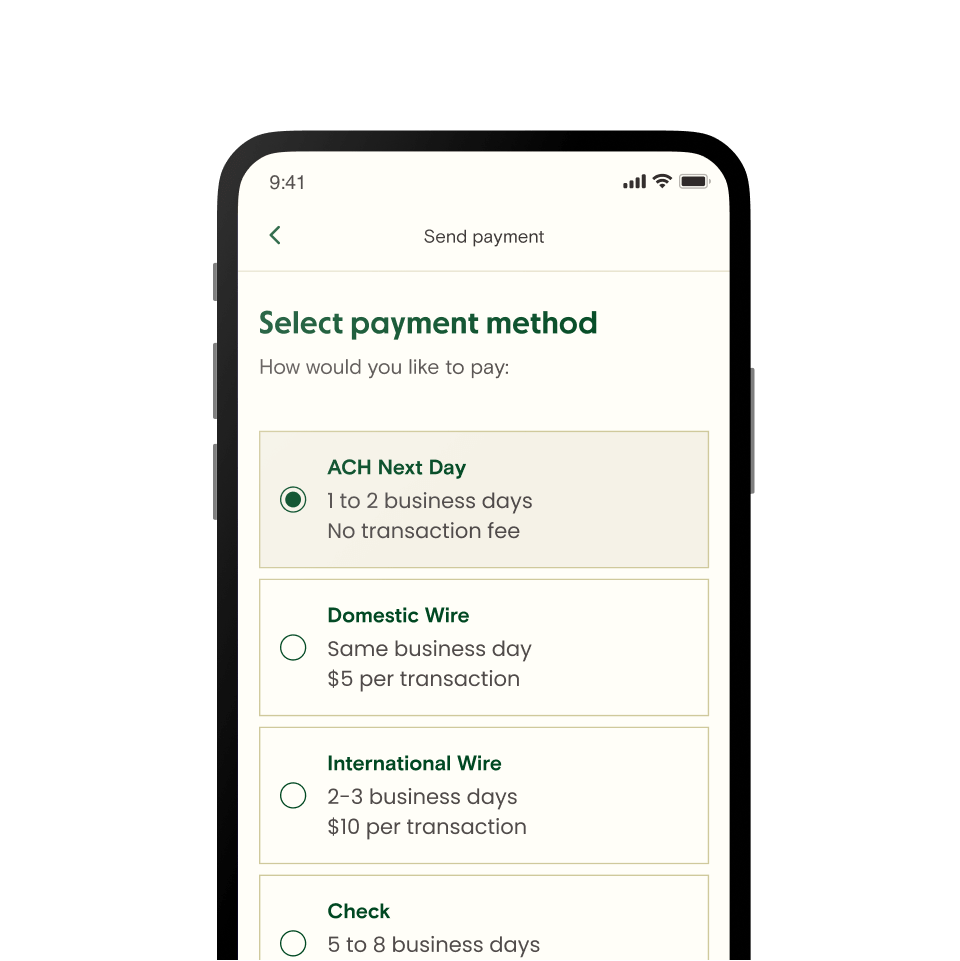 9:41
Send payment
Select payment method
How would you like to pay:
ACH Next Day
1 to 2 business days
No transaction fee
Domestic Wire
Same business day
$5 per transaction
International Wire
2-3 business days
$10 per transaction
Check
5 to 8 business days